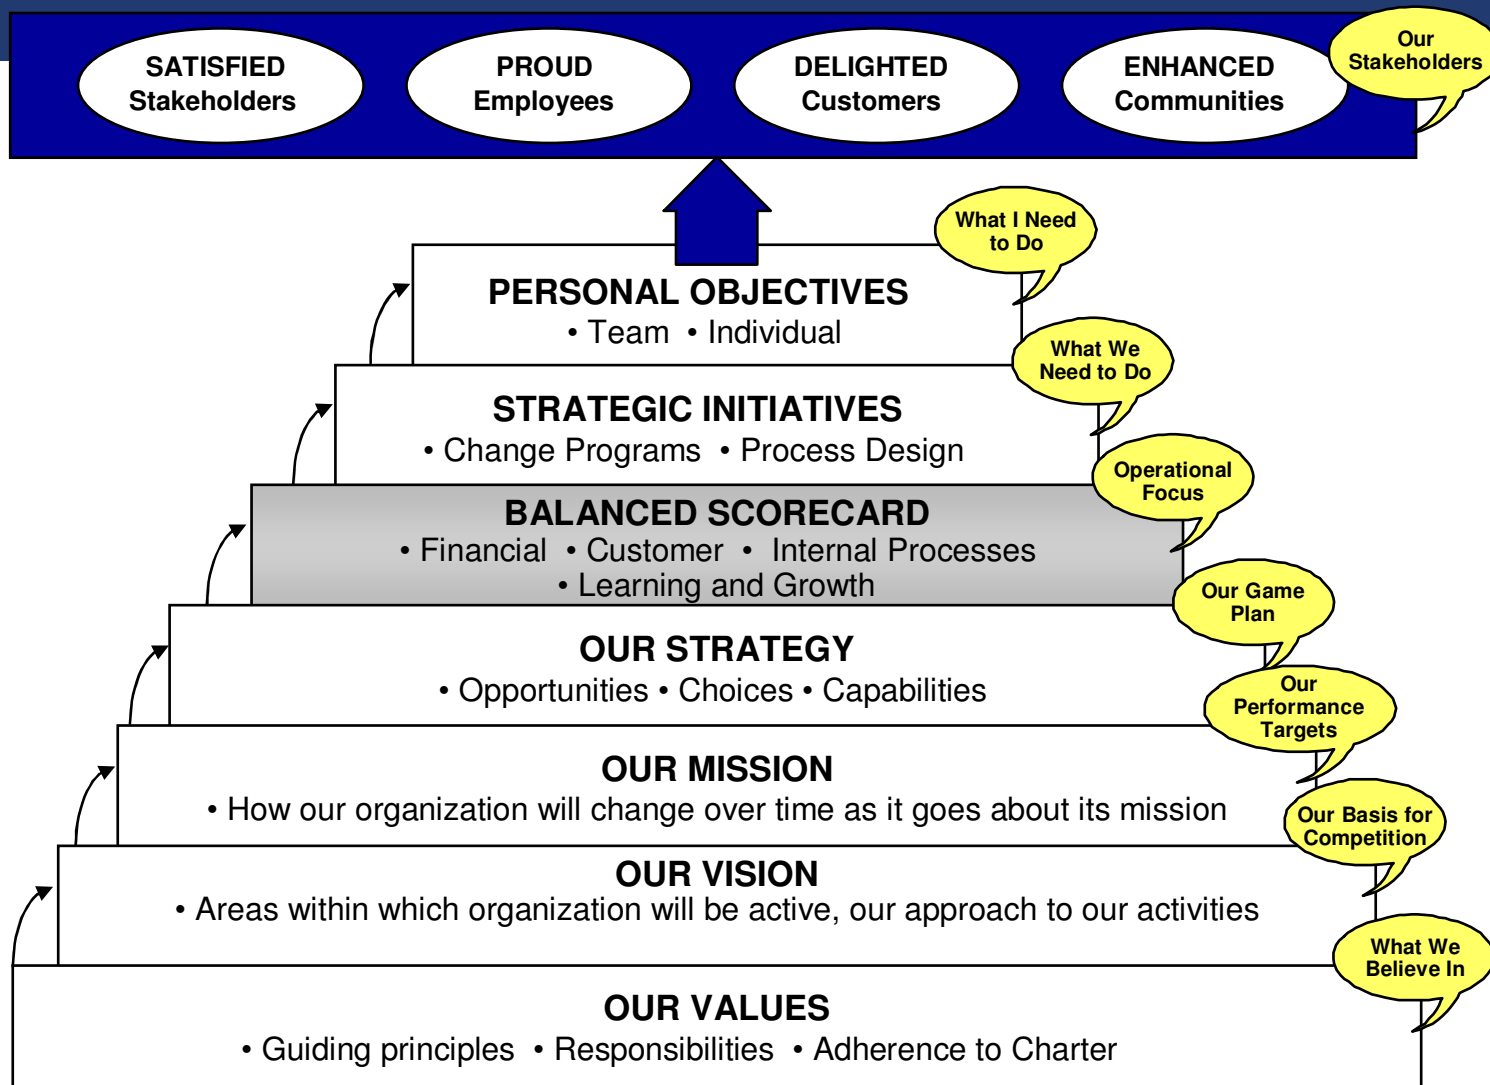 SATISFIED
Stakeholders
PROUD
Employees
DELIGHTED
Customers
ENHANCED
Communities
Our
Stakeholders
What I Need
to Do
PERSONAL OBJECTIVES
• Team • Individual
What We
Need to Do
STRATEGIC INITIATIVES
• Change Programs • Process Design
Operational
Focus
BALANCED SCORECARD
• Financial • Customer • Internal Processes
• Learning and Growth
Our Game
Plan
OUR STRATEGY
• Opportunities • Choices • Capabilities
Our
Performance
Targets
OUR MISSION
• How our organization will change over time as it goes about its mission
Our Basis for
Competition
OUR VISION
• Areas within which organization will be active, our approach to our activities
What We
Believe In
OUR VALUES
• Guiding principles • Responsibilities • Adherence to Charter